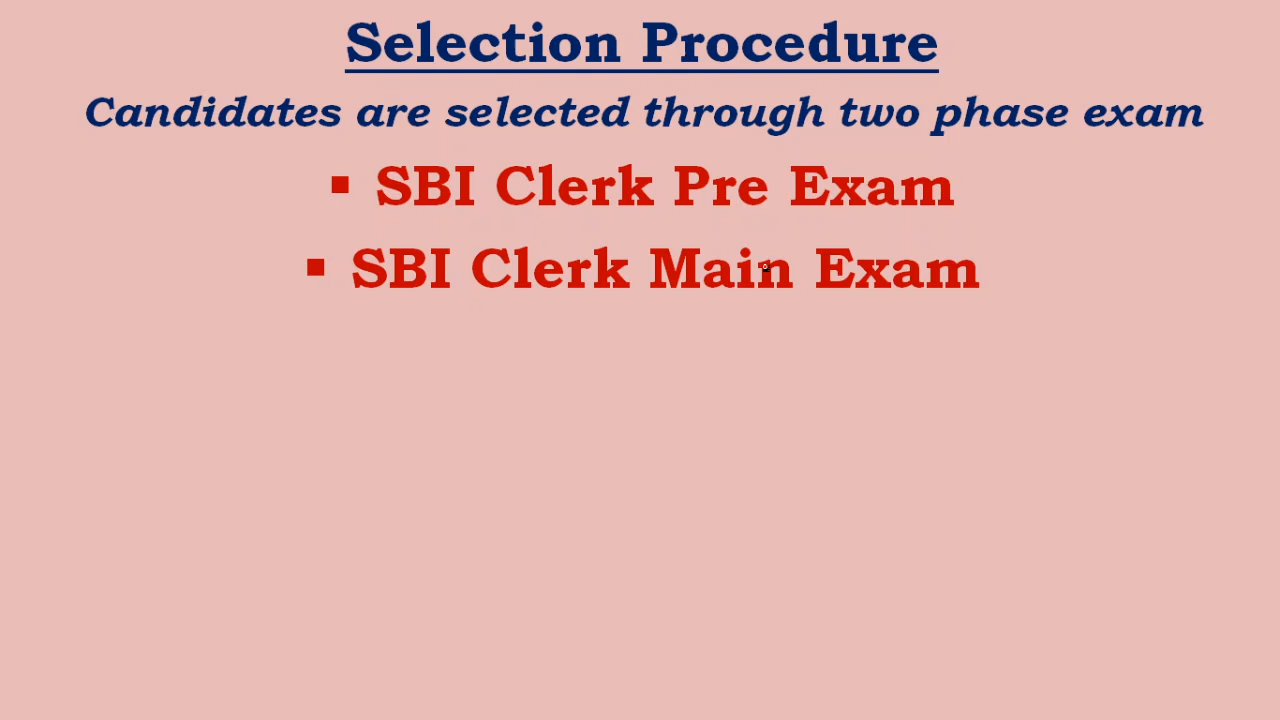 Selection Procedure
Candidates are selected through two phase exam
▪ SBI Clerk Pre Exam
▪ SBI Clerk Main Exam